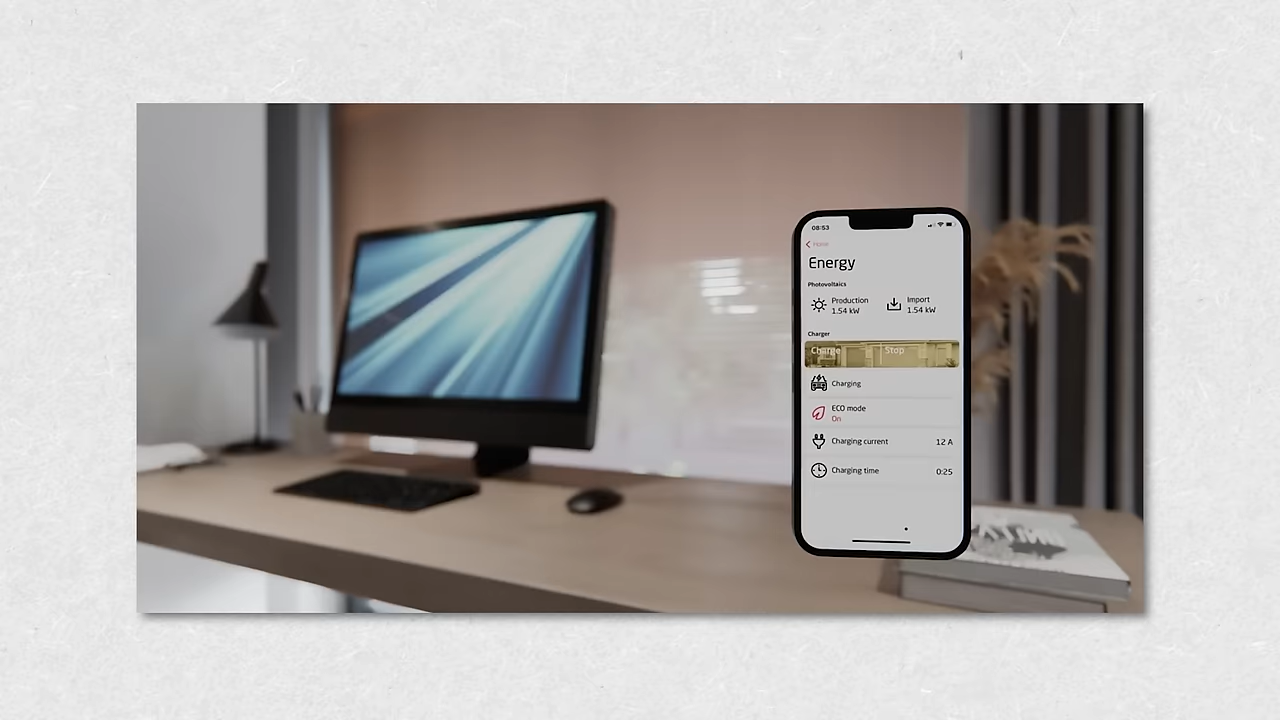 08:53
Home
Energy
Photovoltaics
Production
1.54 kW
Import
1.54 kW
Charger
Charge
Stop
Charging
ECO mode
On
Charging current 12 A
Charging time 0:25